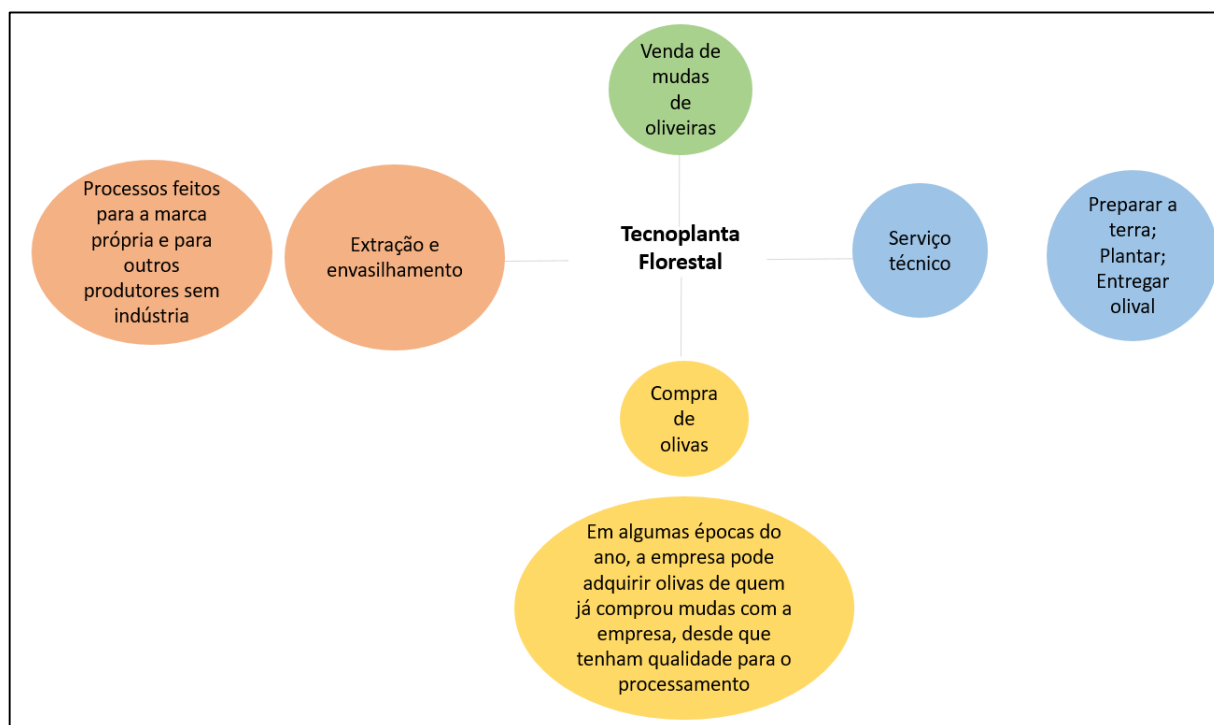 Venda de
mudas
de
oliveiras
Processos feitos
para a marca
própria e para
outros
produtores sem
indústria
Extração e
envasilhamento
Tecnoplanta
Florestal
Serviço
técnico
Preparar a
terra;
Plantar;
Entregar
olival
Compra
de
olivas
Em algumas épocas do
ano, a empresa pode
adquirir olivas de quem
já comprou mudas com a
empresa, desde que
tenham qualidade para o
processamento